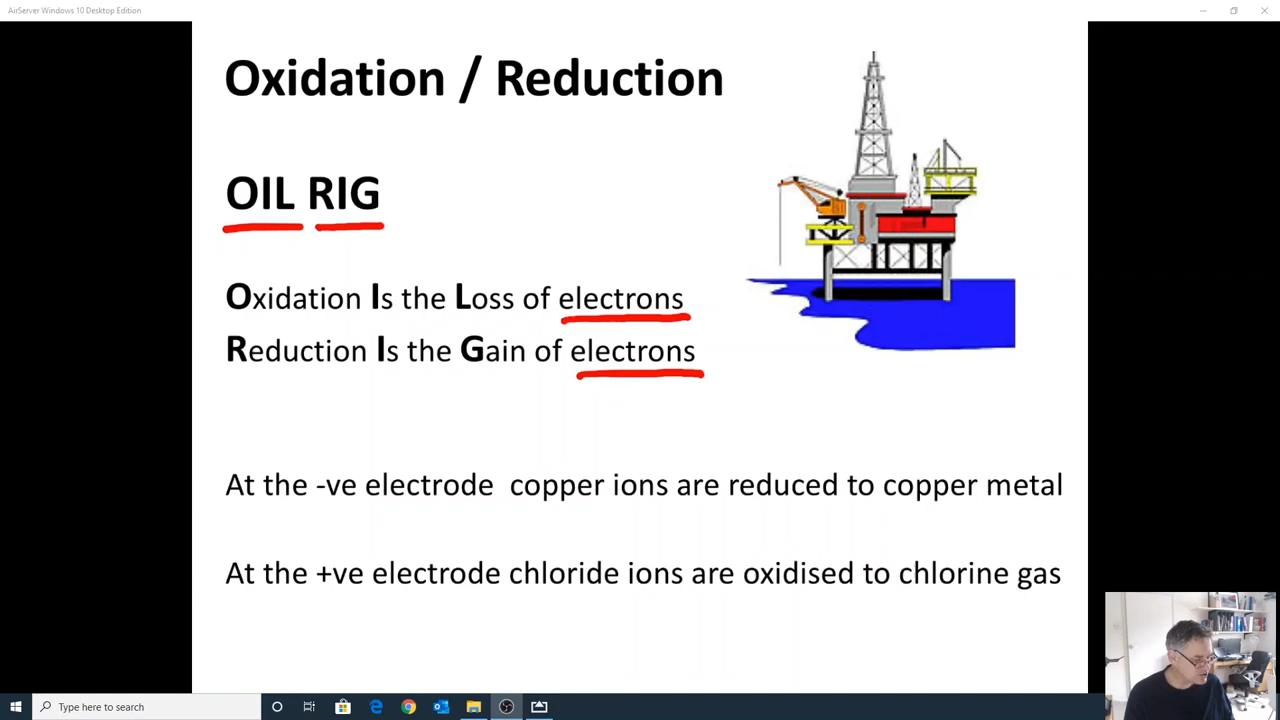 AirServer Windows 10 Desktop Edition
Oxidation / Reduction
OIL RIG
Oxidation Is the Loss of electrons
Reduction Is the Gain of electrons
At the -ve electrode copper ions are reduced to copper metal
At the +ve electrode chloride ions are oxidised to chlorine gas
Type here to search